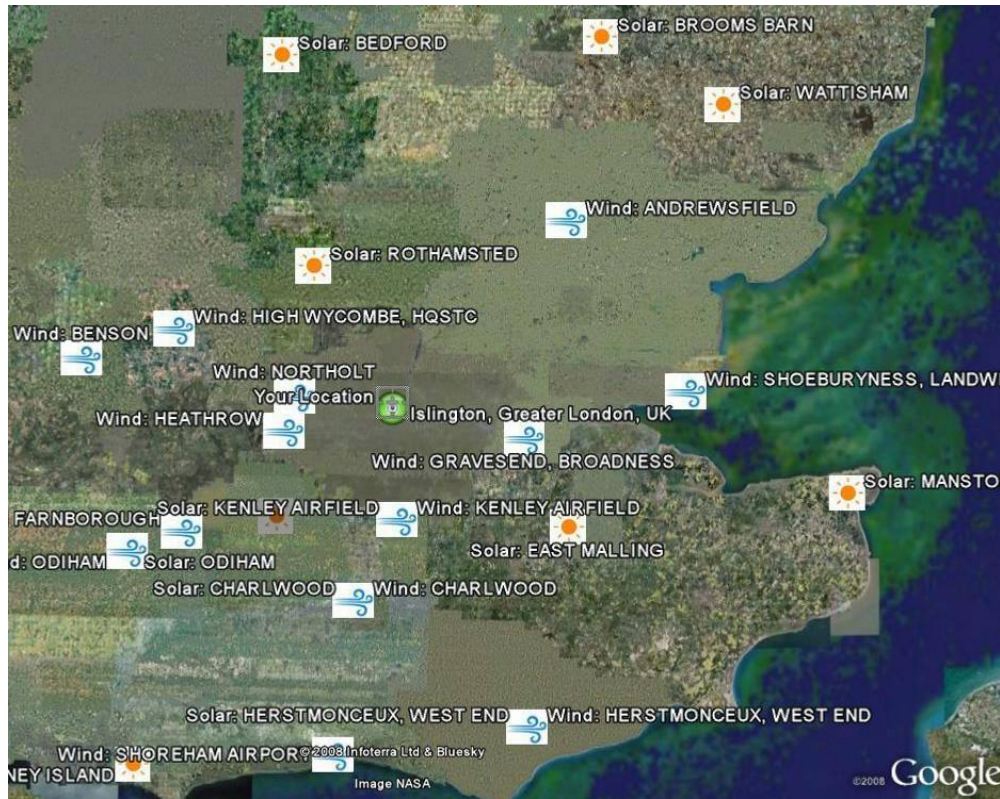 Solar: BROOMS BARN
Solar: BEDFORD
Solar: WATTISHAM
Wind: ANDREWSFIELD
Solar: ROTHAMSTED
Wind: HIGH WYCOMBE, HQSTC
Wind: BENSON
Wind: NORTHOLT
Wind: SHOEBURYNESS, LANDWI
Your Location
Islington, Greater London, UK
Wind: HEATHROW
Wind: GRAVESEND, BROADNESS
Solar: MANSTO
Solar: KENLEY AIRFIELD
Wind: KENLEY AIRFIELD
FARNBOROUGH
Solar: EAST MALLING
d: ODIHAM
Solar: ODIHAM
Solar: CHARLWOOD
Wind: CHARLWOOD
Solar: HERSTMONCEUX, WEST END
Wind: HERSTMONCEUX, WEST END
Wind: SHOREHAM AIRPORT
© 2008 Infoterra Ltd & Bluesky
NEY ISLAND
Image NASA
©2008 Google